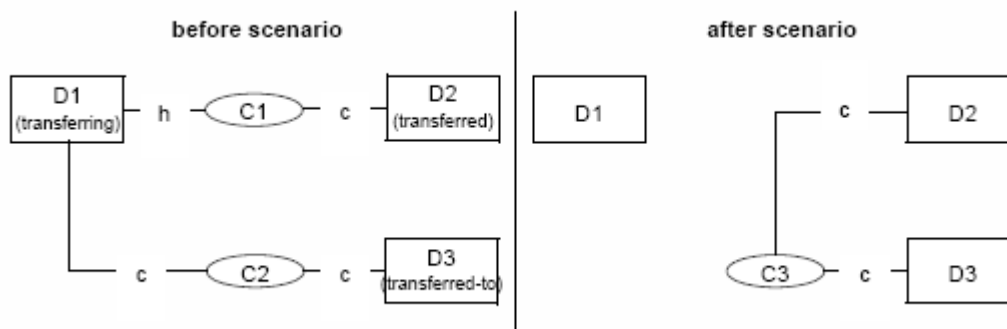 before scenario
after scenario
D1
(transferring)
h
C1
c
D2
(transferred)
c
C2
c
D3
(transferred-to)
D1
c
D2
C3
c
D3